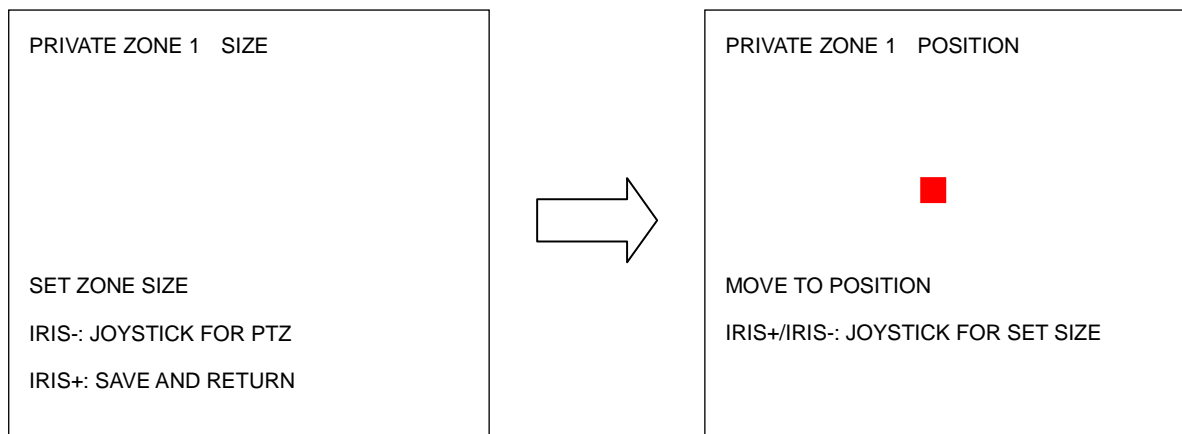 PRIVATE ZONE 1 SIZE
SET ZONE SIZE
IRIS-: JOYSTICK FOR PTZ
IRIS+: SAVE AND RETURN
PRIVATE ZONE 1 POSITION
MOVE TO POSITION
IRIS+/IRIS-: JOYSTICK FOR SET SIZE